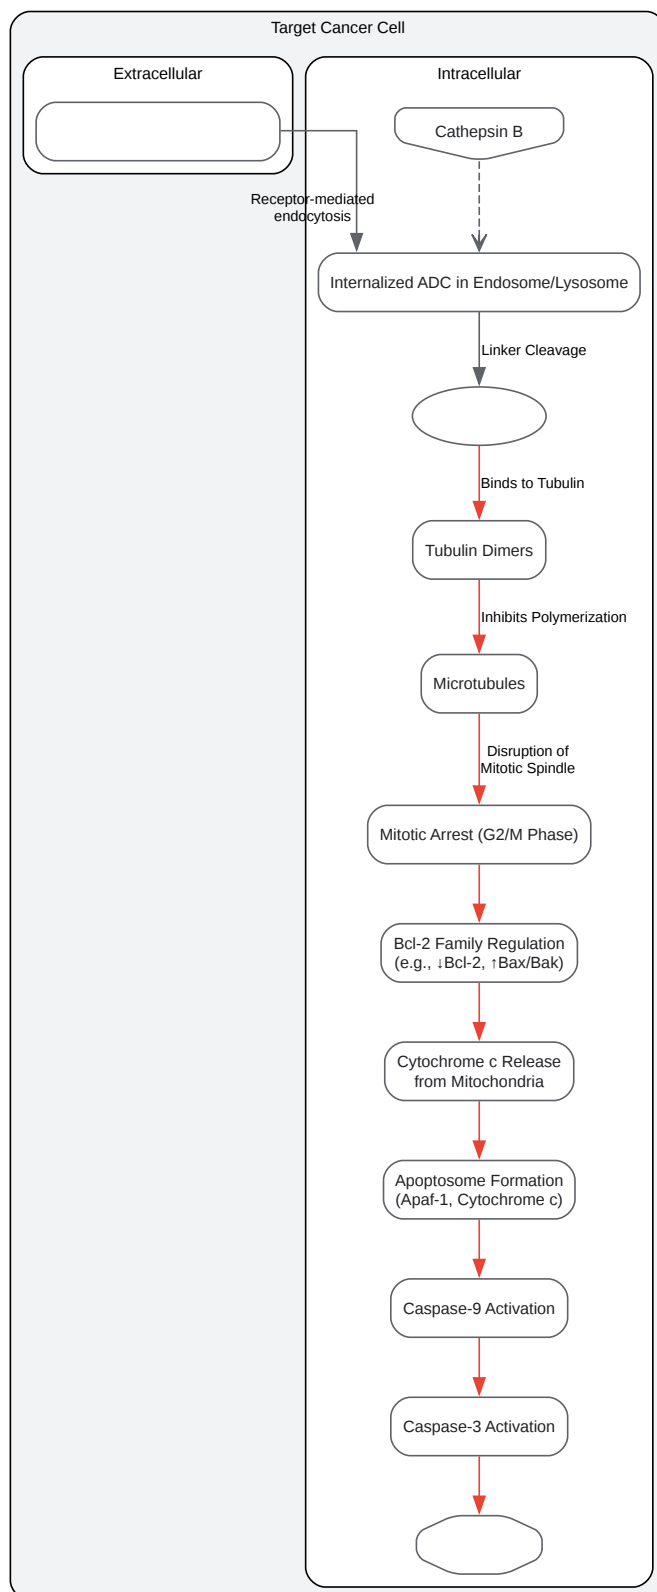 Target Cancer Cell
Extracellular
Intracellular
Cathepsin B
Receptor-mediated
endocytosis
Internalized ADC in Endosome/Lysosome
Linker Cleavage
Binds to Tubulin
Tubulin Dimers
Inhibits Polymerization
Microtubules
Disruption of
Mitotic Spindle
Mitotic Arrest (G2/M Phase)
Bcl-2 Family Regulation
(e.g., ↓Bcl-2, ↑Bax/Bak)
Cytochrome c Release
from Mitochondria
Apoptosome Formation
(Apaf-1, Cytochrome c)
Caspase-9 Activation
Caspase-3 Activation